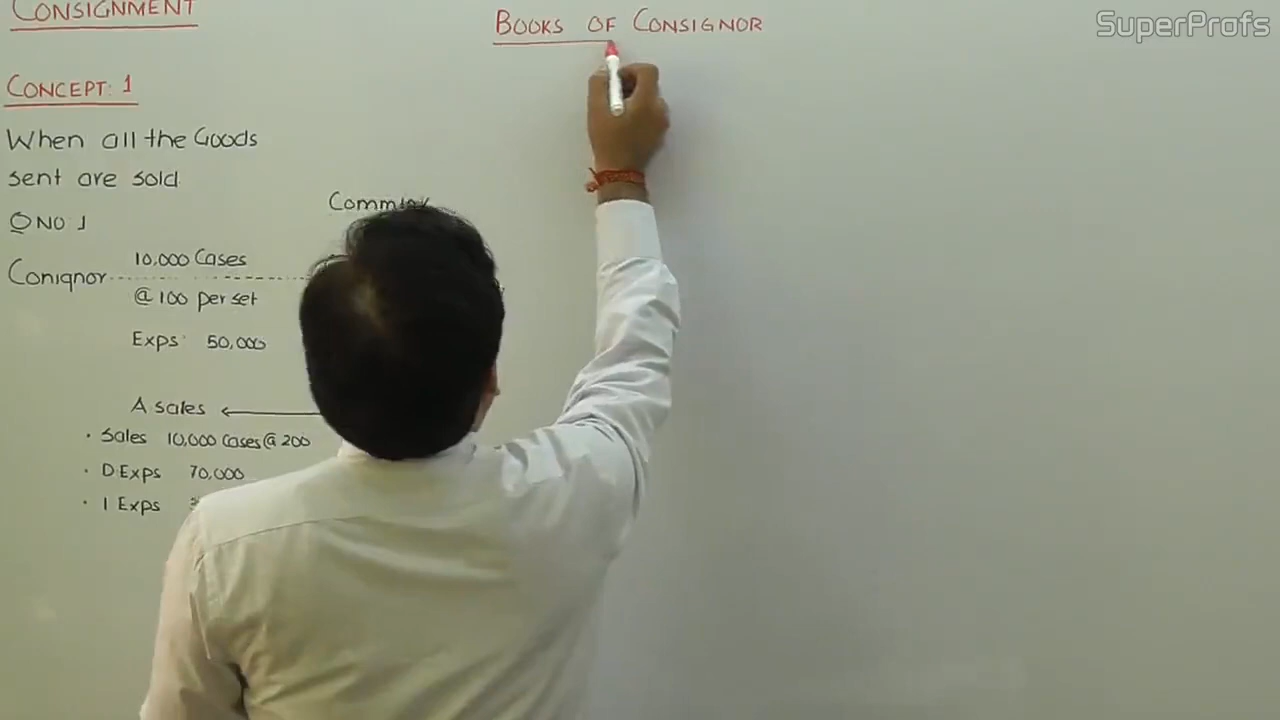 CONSIGNMENT
BOOKS OF CONSIGNOR
SuperProfs
CONCEPT: 1
When all the Goods
sent are sold
Q NO 1
10,000 Cases
Conignor
@ 100 per set
Exps: 50,000
A sales
• Sales 10,000 Cases @ 200
• D Exps 70,000
• I Exps